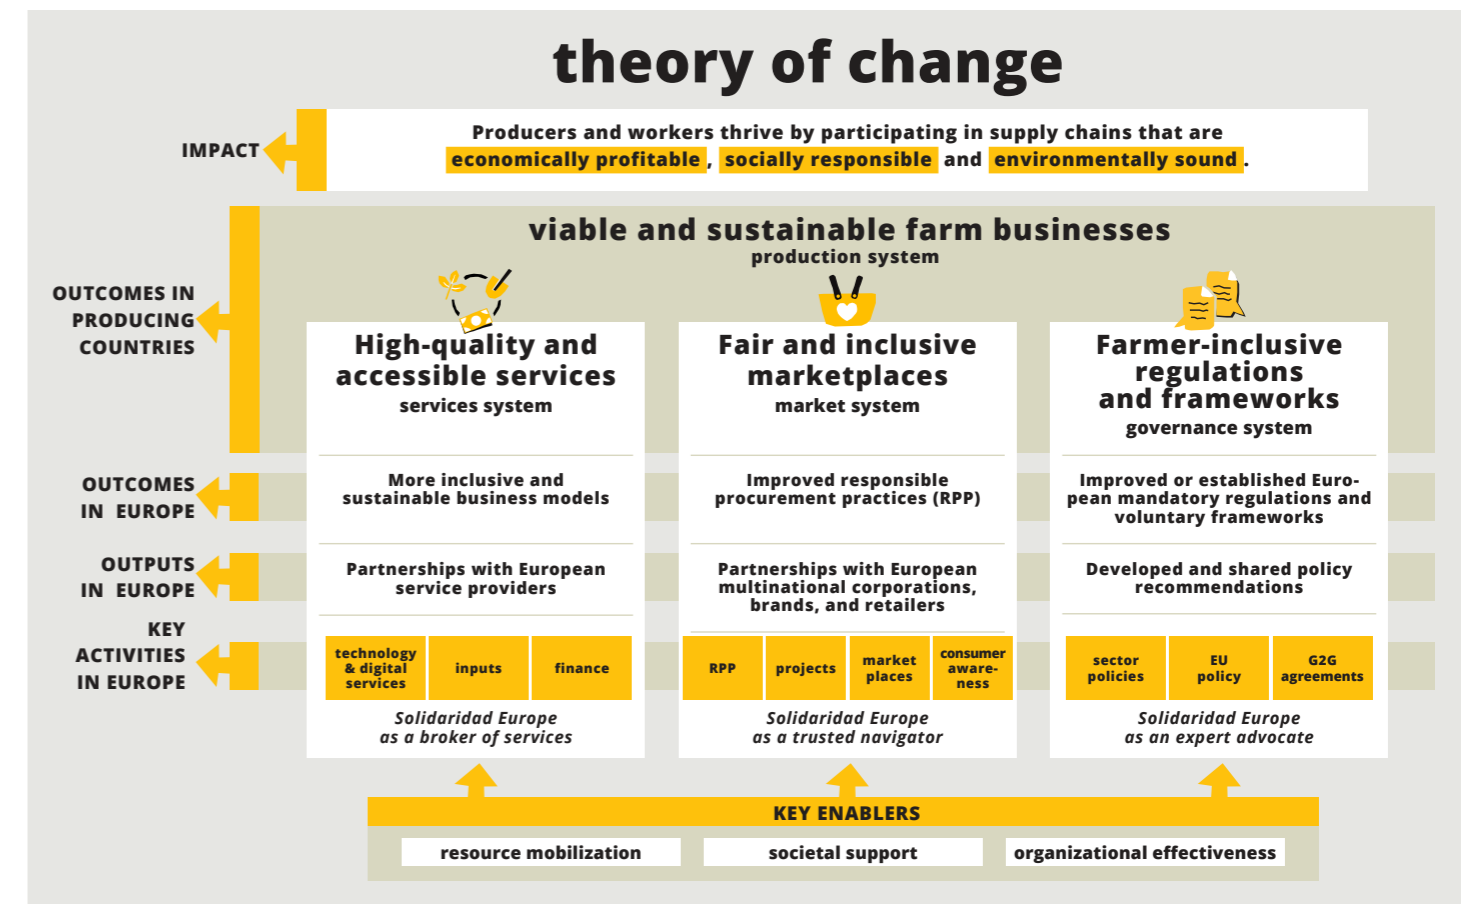 theory of change
IMPACT
Producers and workers thrive by participating in supply chains that are
economically profitable, socially responsible and environmentally sound.
OUTCOMES IN
PRODUCING
COUNTRIES
viable and sustainable farm businesses
production system
High-quality and
accessible services
services system
Fair and inclusive
marketplaces
market system
Farmer-inclusive
regulations
and frameworks
governance system
OUTCOMES
IN EUROPE
More inclusive and
sustainable business models
Improved responsible
procurement practices (RPP)
Improved or established Euro-
pean mandatory regulations and
voluntary frameworks
OUTPUTS
IN EUROPE
Partnerships with European
service providers
Partnerships with European
multinational corporations,
brands, and retailers
Developed and shared policy
recommendations
KEY
ACTIVITIES
IN EUROPE
technology
& digital
services
inputs
finance
RPP
projects
market
places
consumer
aware-
ness
sector
policies
EU
policy
G2G
agreements
Solidaridad Europe
as a broker of services
Solidaridad Europe
as a trusted navigator
Solidaridad Europe
as an expert advocate
KEY ENABLERS
resource mobilization
societal support
organizational effectiveness